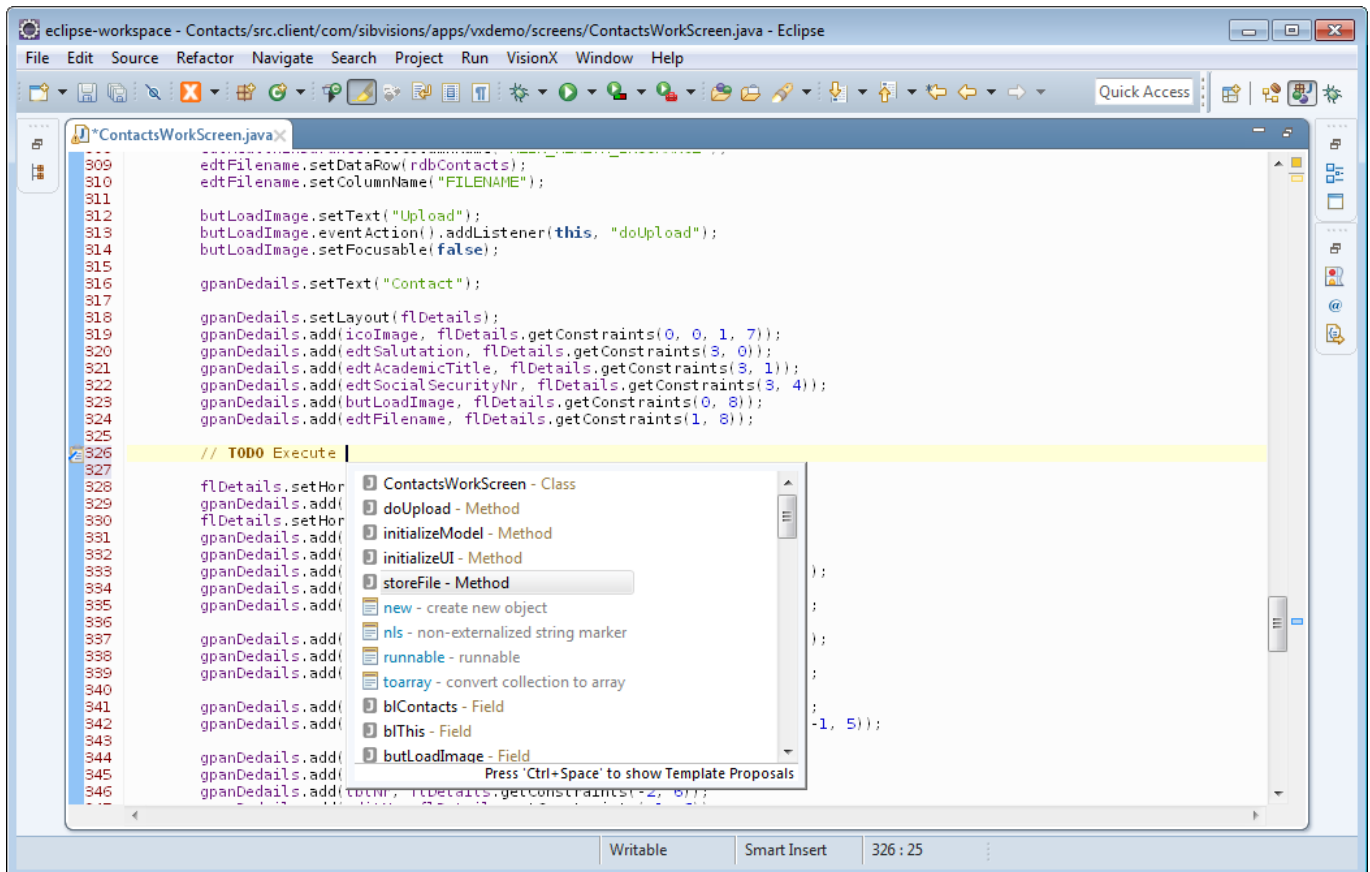 eclipse-workspace - Contacts/src.client/com/sibvisions/apps/vxdemo/screens/ContactsWorkScreen.java - Eclipse
File Edit Source Refactor Navigate Search Project Run VisionX Window Help
Quick Access
*ContactsWorkScreen.java
309 edtFilename.setDataRow(rdbContacts);
310 edtFilename.setColumnName("FILENAME");
311
312 butLoadImage.setText("Upload");
313 butLoadImage.eventAction().addListener(this, "doUpload");
314 butLoadImage.setFocusable(false);
315
316 gpanDedails.setText("Contact");
317
318 gpanDedails.setLayout(flDetails);
319 gpanDedails.add(icoImage, flDetails.getConstraints(0, 0, 1, 7));
320 gpanDedails.add(edtSalutation, flDetails.getConstraints(3, 0));
321 gpanDedails.add(edtAcademicTitle, flDetails.getConstraints(3, 1));
322 gpanDedails.add(edtSocialSecurityNr, flDetails.getConstraints(3, 4));
323 gpanDedails.add(butLoadImage, flDetails.getConstraints(0, 8));
324 gpanDedails.add(edtFilename, flDetails.getConstraints(1, 8));
325
326 // TODO Execute
327
328 flDetails.setHor
329 gpanDedails.add(
330 flDetails.setHor
331 gpanDedails.add(
332 gpanDedails.add(
333 gpanDedails.add( );
334 gpanDedails.add(
335 gpanDedails.add( ;
336
337 gpanDedails.add( );
338 gpanDedails.add(
339 gpanDedails.add( ;
340
341 gpanDedails.add( ;
342 gpanDedails.add( -1, 5));
343
344 gpanDedails.add(
345 gpanDedails.add(
346 gpanDedails.add(lblNr, flDetails.getConstraints(-2, 6));
ContactsWorkScreen - Class
doUpload - Method
initializeModel - Method
initializeUI - Method
storeFile - Method
new - create new object
nls - non-externalized string marker
runnable - runnable
toarray - convert collection to array
blContacts - Field
blThis - Field
butLoadImage - Field
Press 'Ctrl+Space' to show Template Proposals
Writable Smart Insert 326 : 25